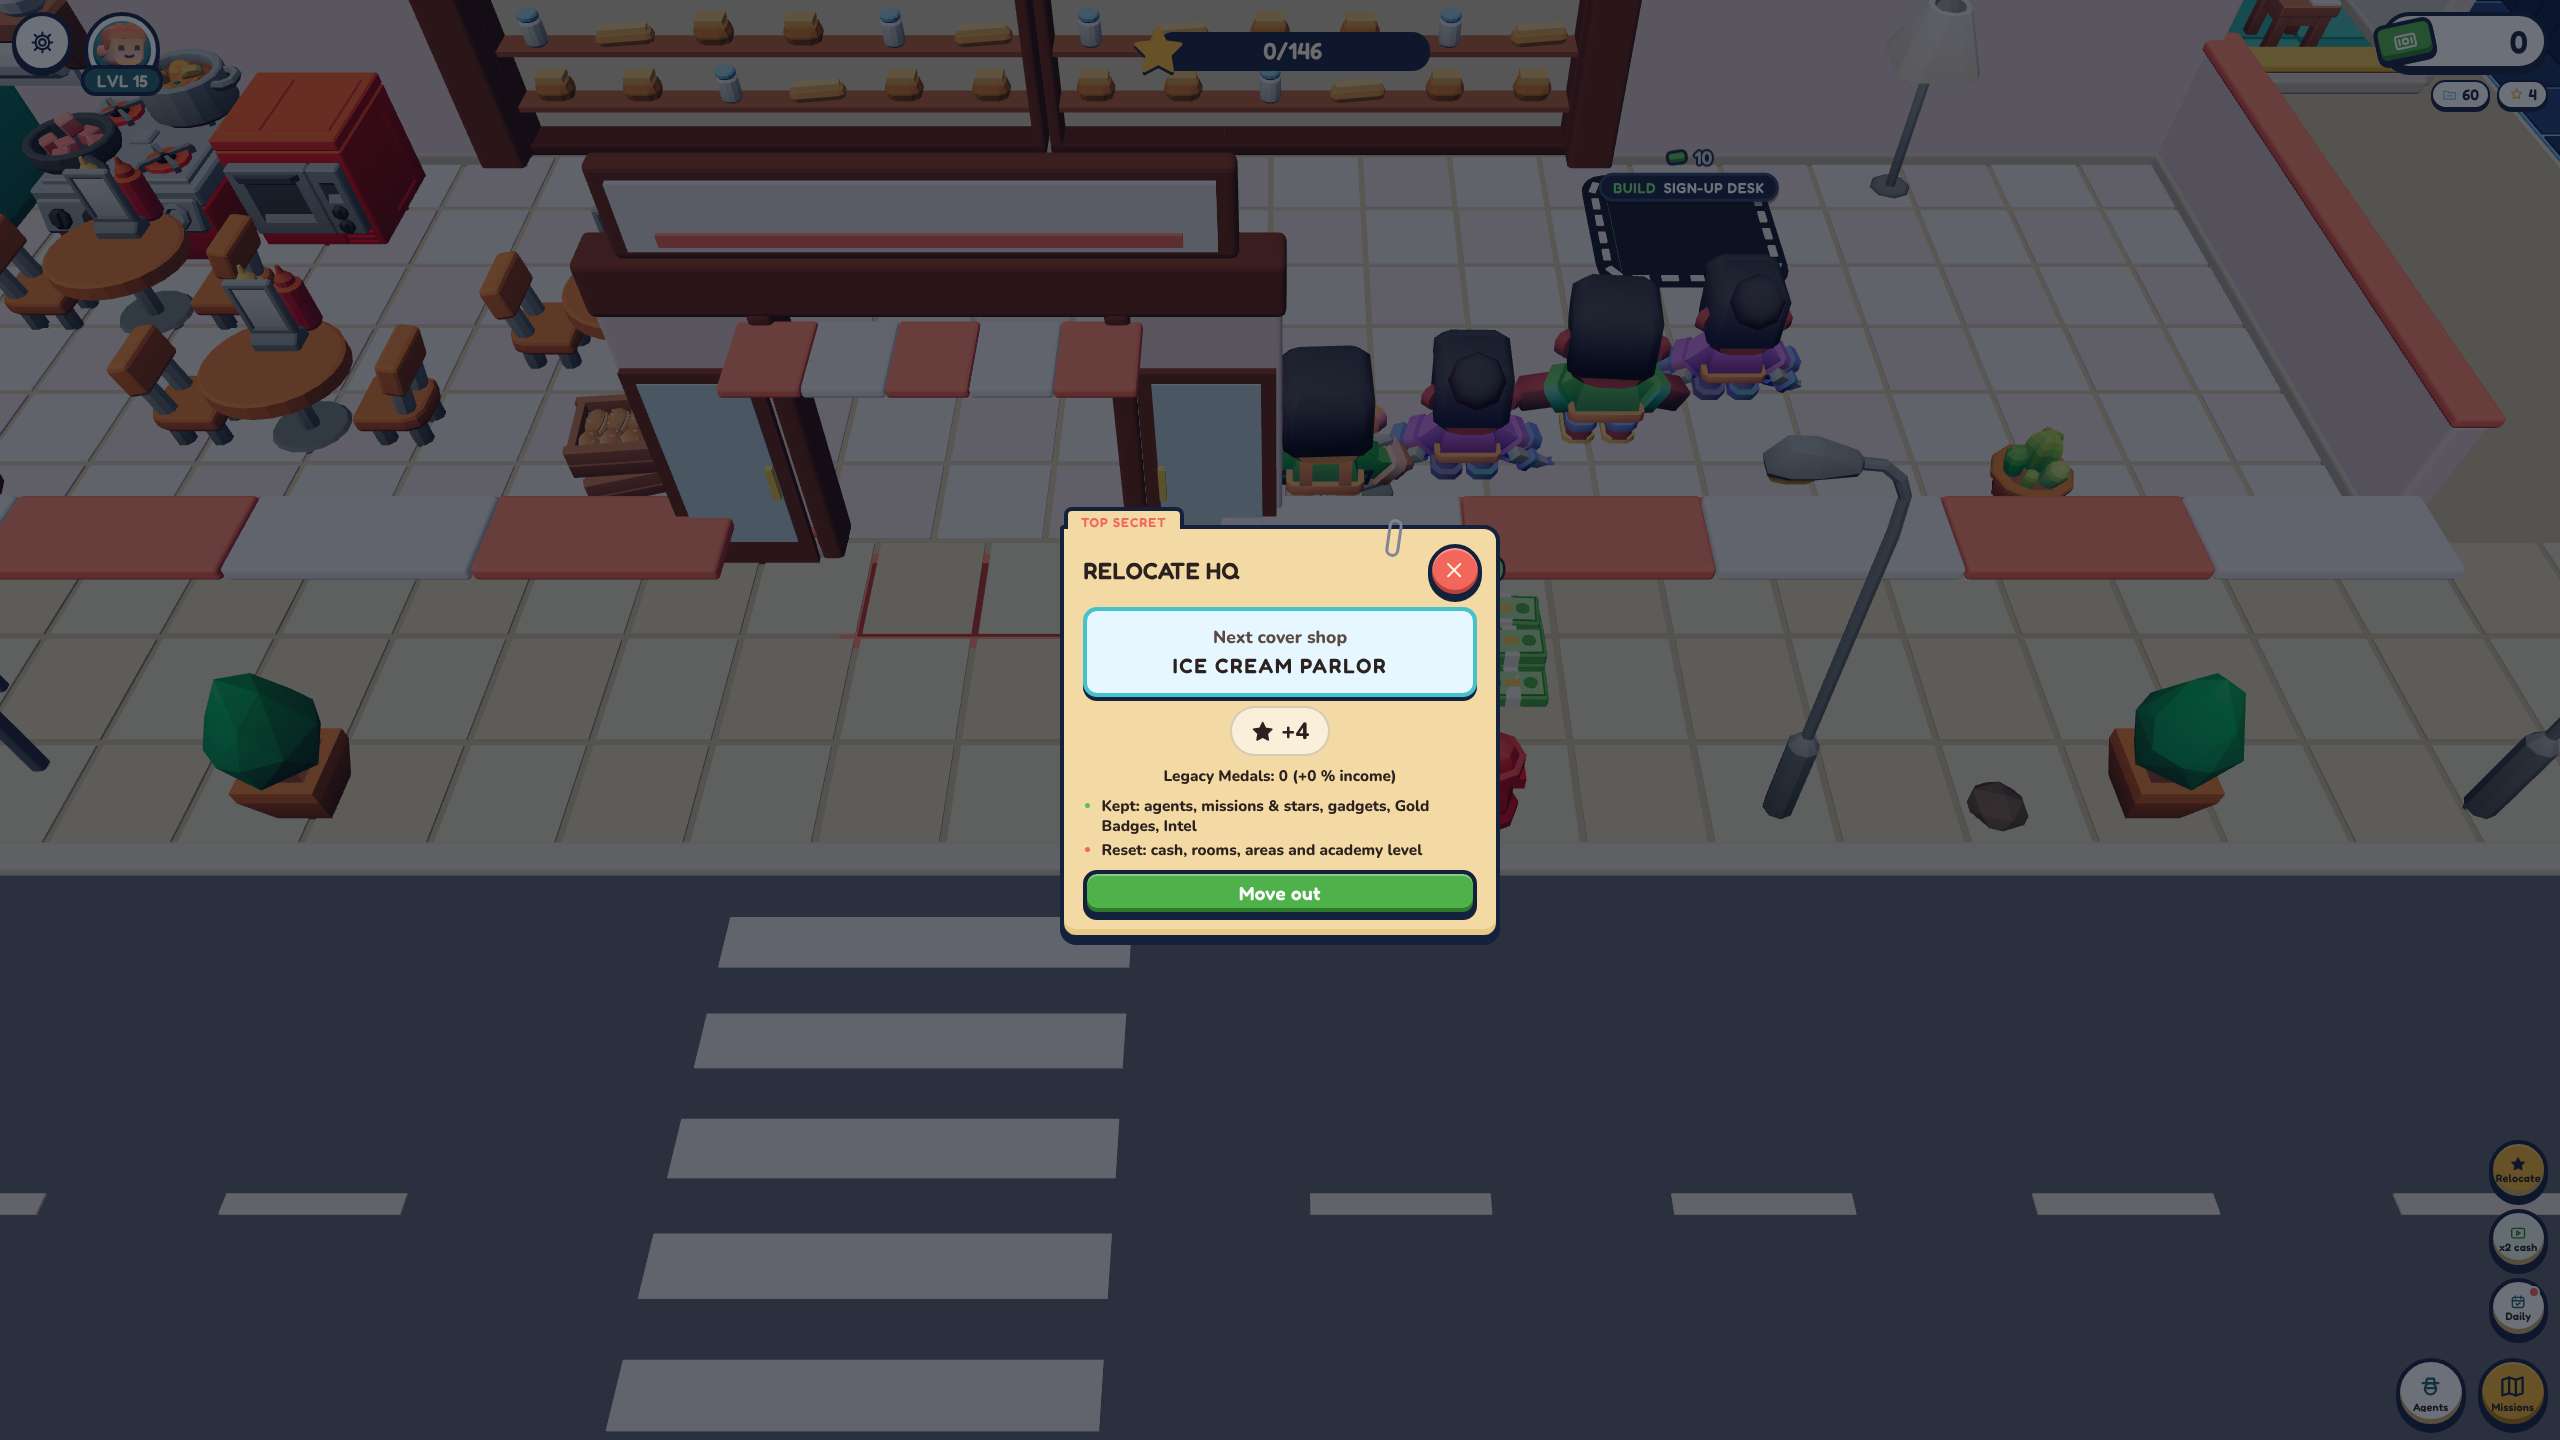 LVL 15
0/146
0
60
4
10
BUILD SIGN-UP DESK
TOP SECRET
RELOCATE HQ
Next cover shop
ICE CREAM PARLOR
+4
Legacy Medals: 0 (+0 % income)
Kept: agents, missions & stars, gadgets, Gold
Badges, Intel
Reset: cash, rooms, areas and academy level
Move out
Relocate
x2 cash
Daily
Agents
Missions